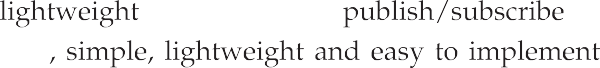 lightweight publish/subscribe
, simple, lightweight and easy to implement